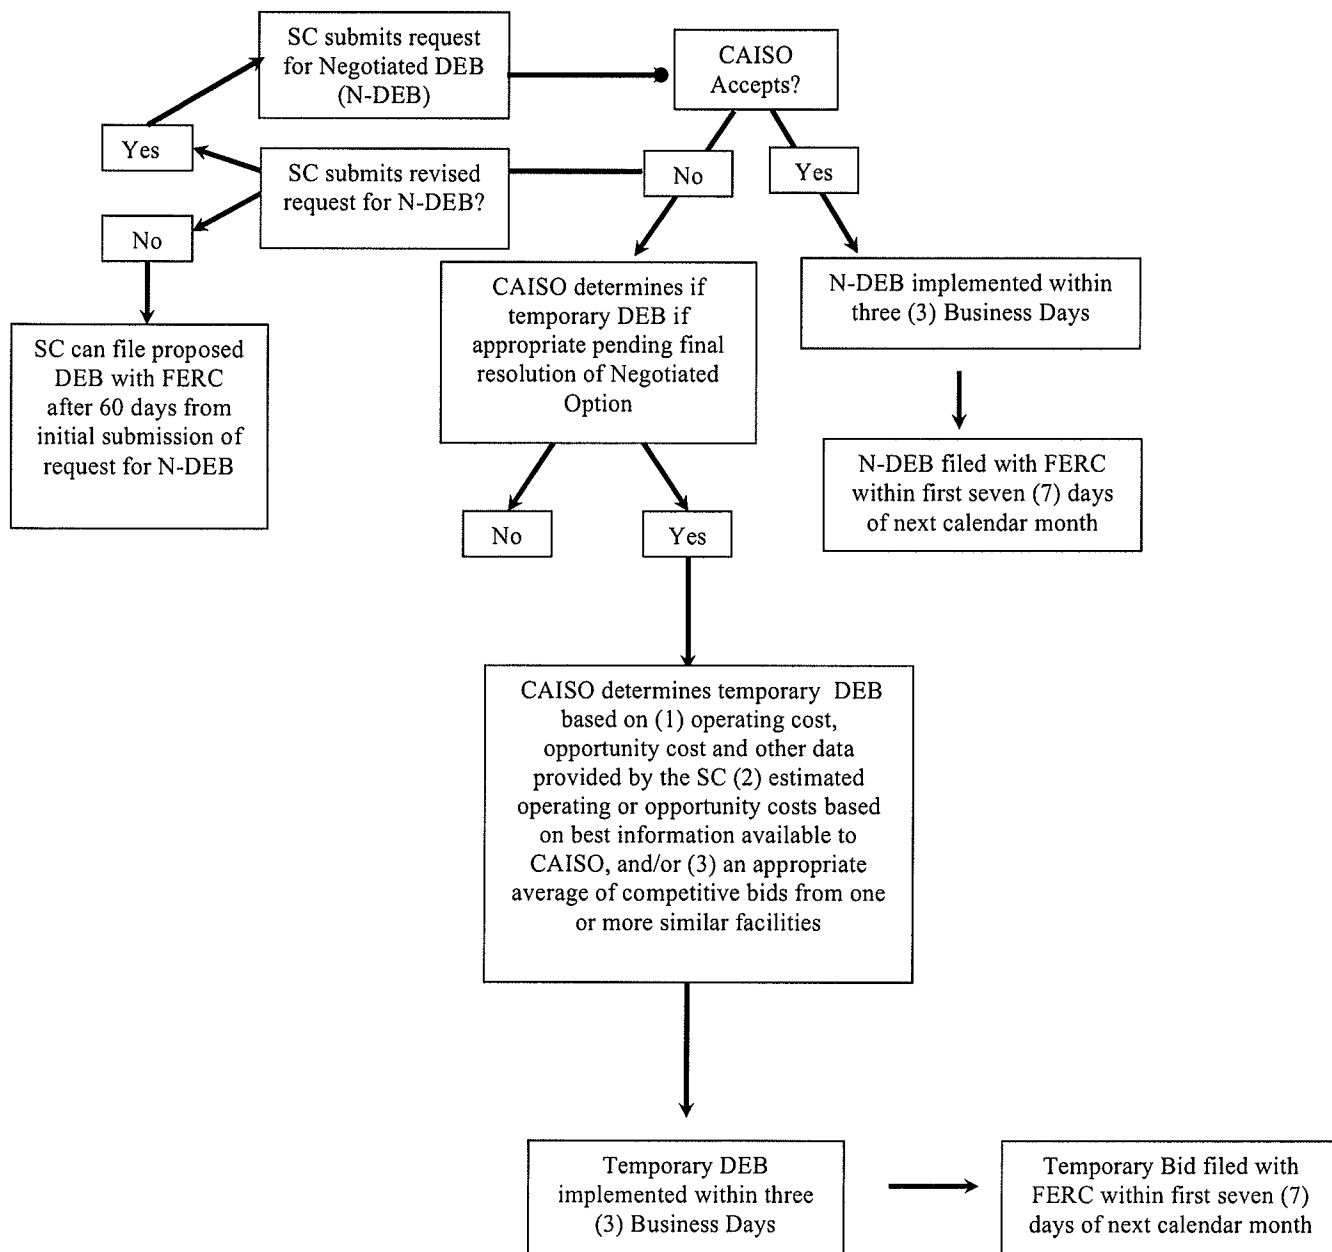 SC submits request
for Negotiated DEB
(N-DEB)
CAISO
Accepts?
Yes
SC submits revised
request for N-DEB?
No
Yes
No
CAISO determines if
temporary DEB if
appropriate pending final
resolution of Negotiated
Option
N-DEB implemented within
three (3) Business Days
SC can file proposed
DEB with FERC
after 60 days from
initial submission of
request for N-DEB
N-DEB filed with FERC
within first seven (7) days
of next calendar month
No
Yes
CAISO determines temporary DEB
based on (1) operating cost,
opportunity cost and other data
provided by the SC (2) estimated
operating or opportunity costs based
on best information available to
CAISO, and/or (3) an appropriate
average of competitive bids from one
or more similar facilities
Temporary DEB
implemented within three
(3) Business Days
Temporary Bid filed with
FERC within first seven (7)
days of next calendar month